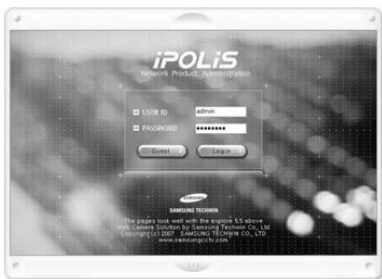 iPOLiS
Network Product Administration
USER ID
admin
PASSWORD
••••••••
Guest
Login
SAMSUNG
SAMSUNG TECHWIN
The pages look well with the explore 5.5 above
Web Camera Solution by Samsung Techwin Co., Ltd
Copyright(c) 2007 SAMSUNG TECHWIN CO., LTD
www.samsungcctv.com